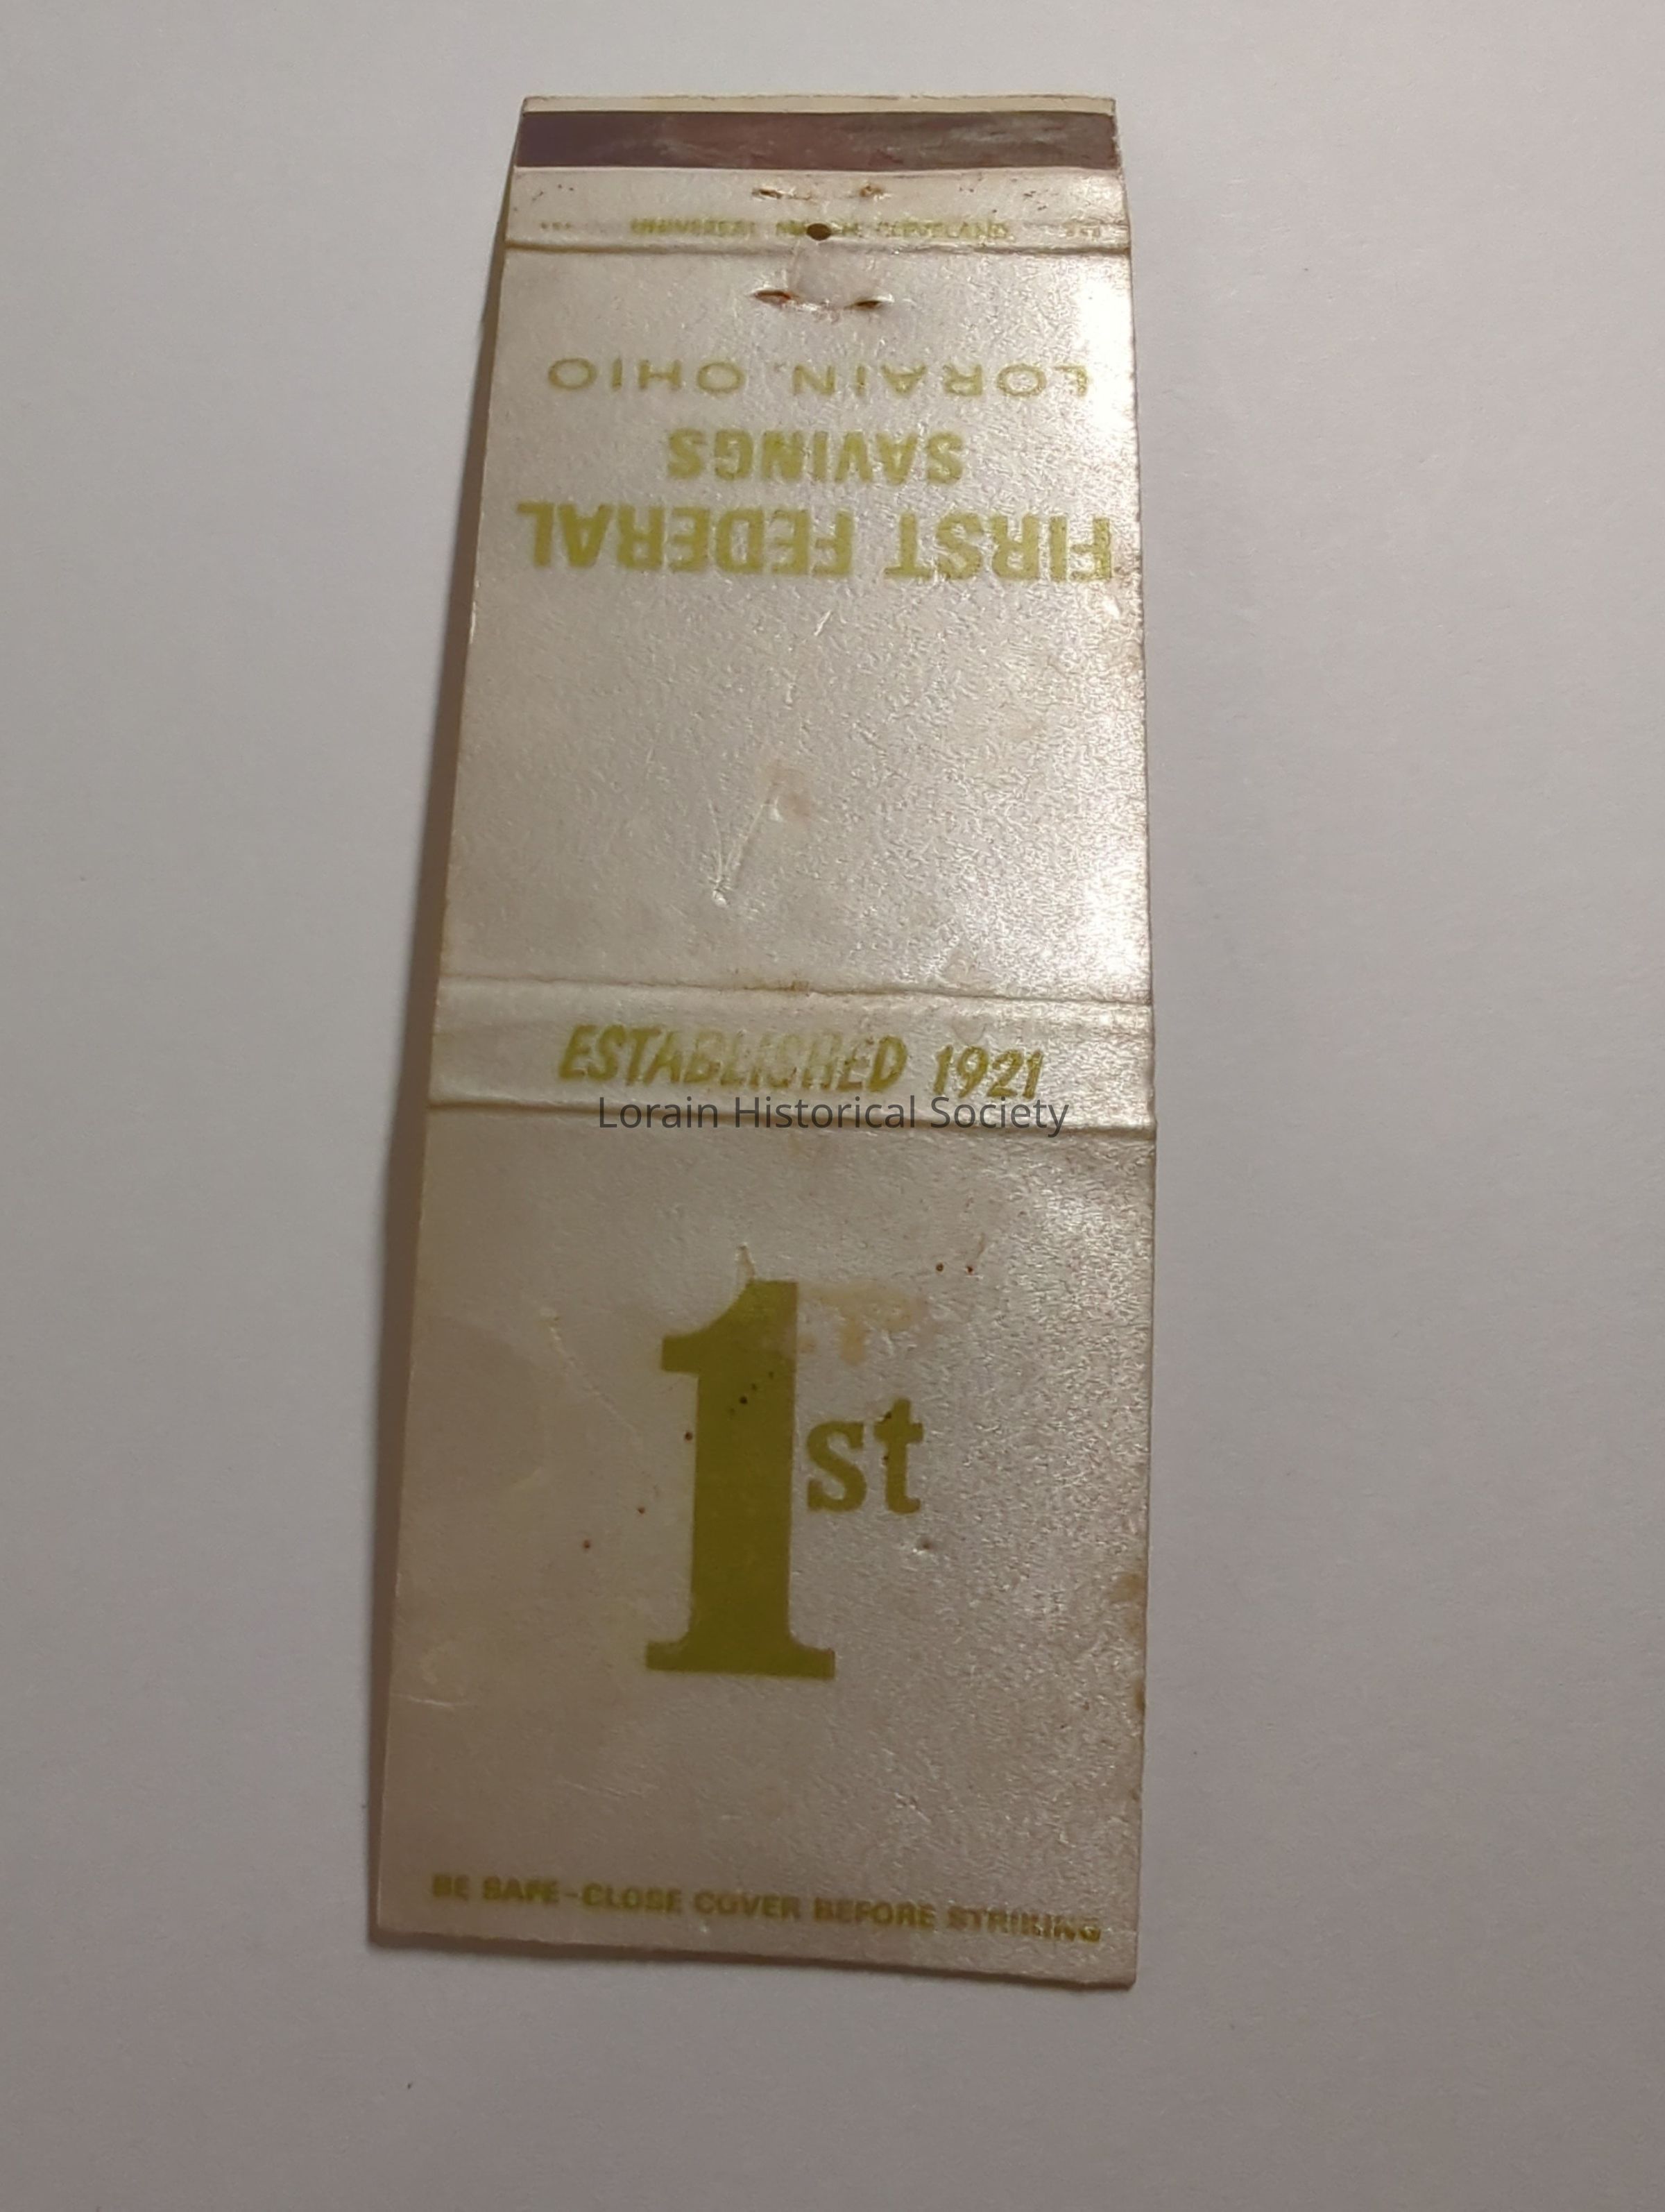 UNIVERSAL MATCH CLEVELAND
FIRST FEDERAL
SAVINGS
LORAIN, OHIO
ESTABLISHED 1921
Lorain Historical Society
1st
BE SAFE-CLOSE COVER BEFORE STRIKING